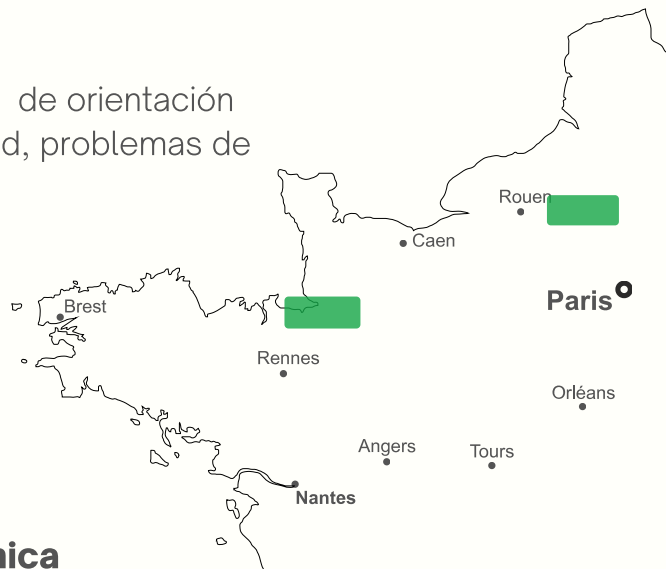 de orientación
d, problemas de
Rouen
Caen
Paris
Brest
Rennes
Orléans
Angers
Tours
Nantes
nica